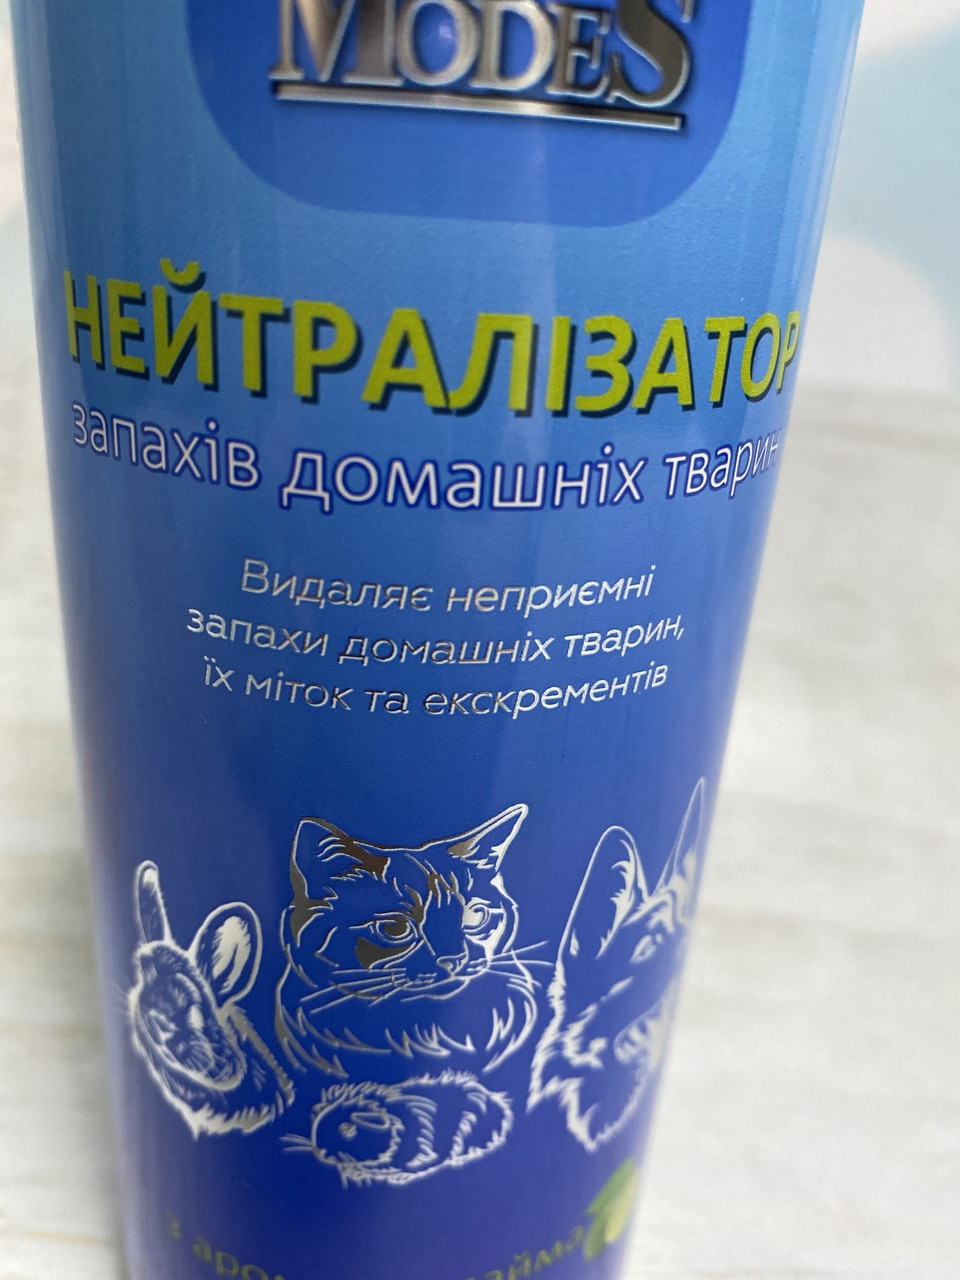 MODES
НЕЙТРАЛІЗАТОР
запахів домашніх тварин
Видаляє неприємні
запахи домашніх тварин,
їх міток та екскрементів
з